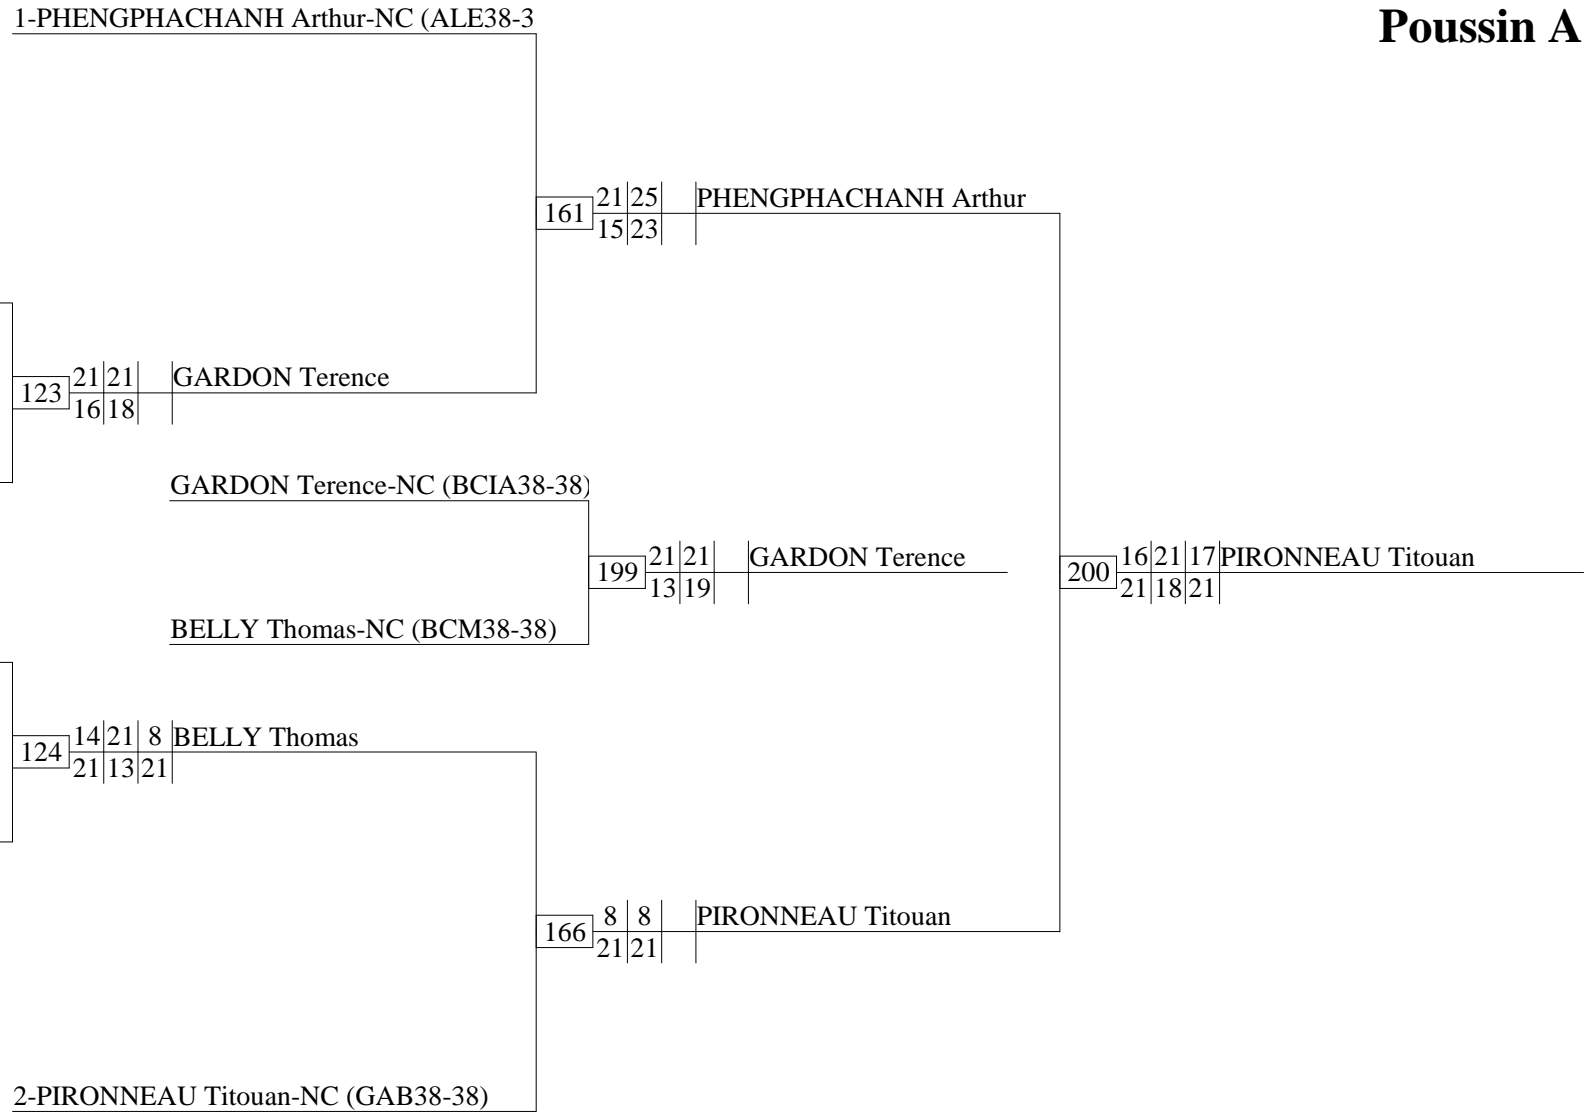 1-PHENGPHACHANH Arthur-NC (ALE38-3
Poussin A
161 21 25 PHENGPHACHANH Arthur
15 23
123 21 21 GARDON Terence
16 18
GARDON Terence-NC (BCIA38-38)
199 21 21 GARDON Terence
13 19
200 16 21 17 PIRONNEAU Titouan
21 18 21
BELLY Thomas-NC (BCM38-38)
124 14 21 8 BELLY Thomas
21 13 21
166 8 8 PIRONNEAU Titouan
21 21
2-PIRONNEAU Titouan-NC (GAB38-38)